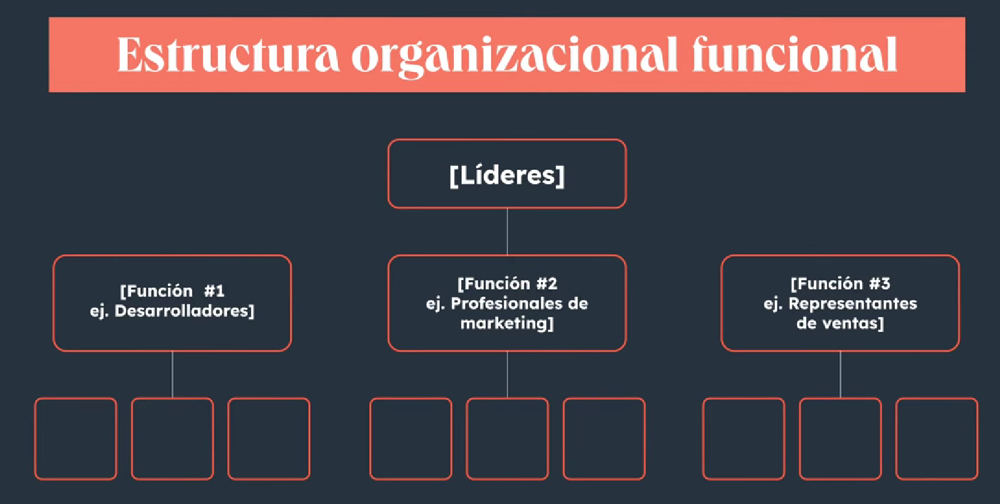 Estructura organizacional funcional
[Líderes]
[Función  #1
ej. Desarrolladores]
[Función #2
ej. Profesionales de
marketing]
[Función #3
ej. Representantes
de ventas]